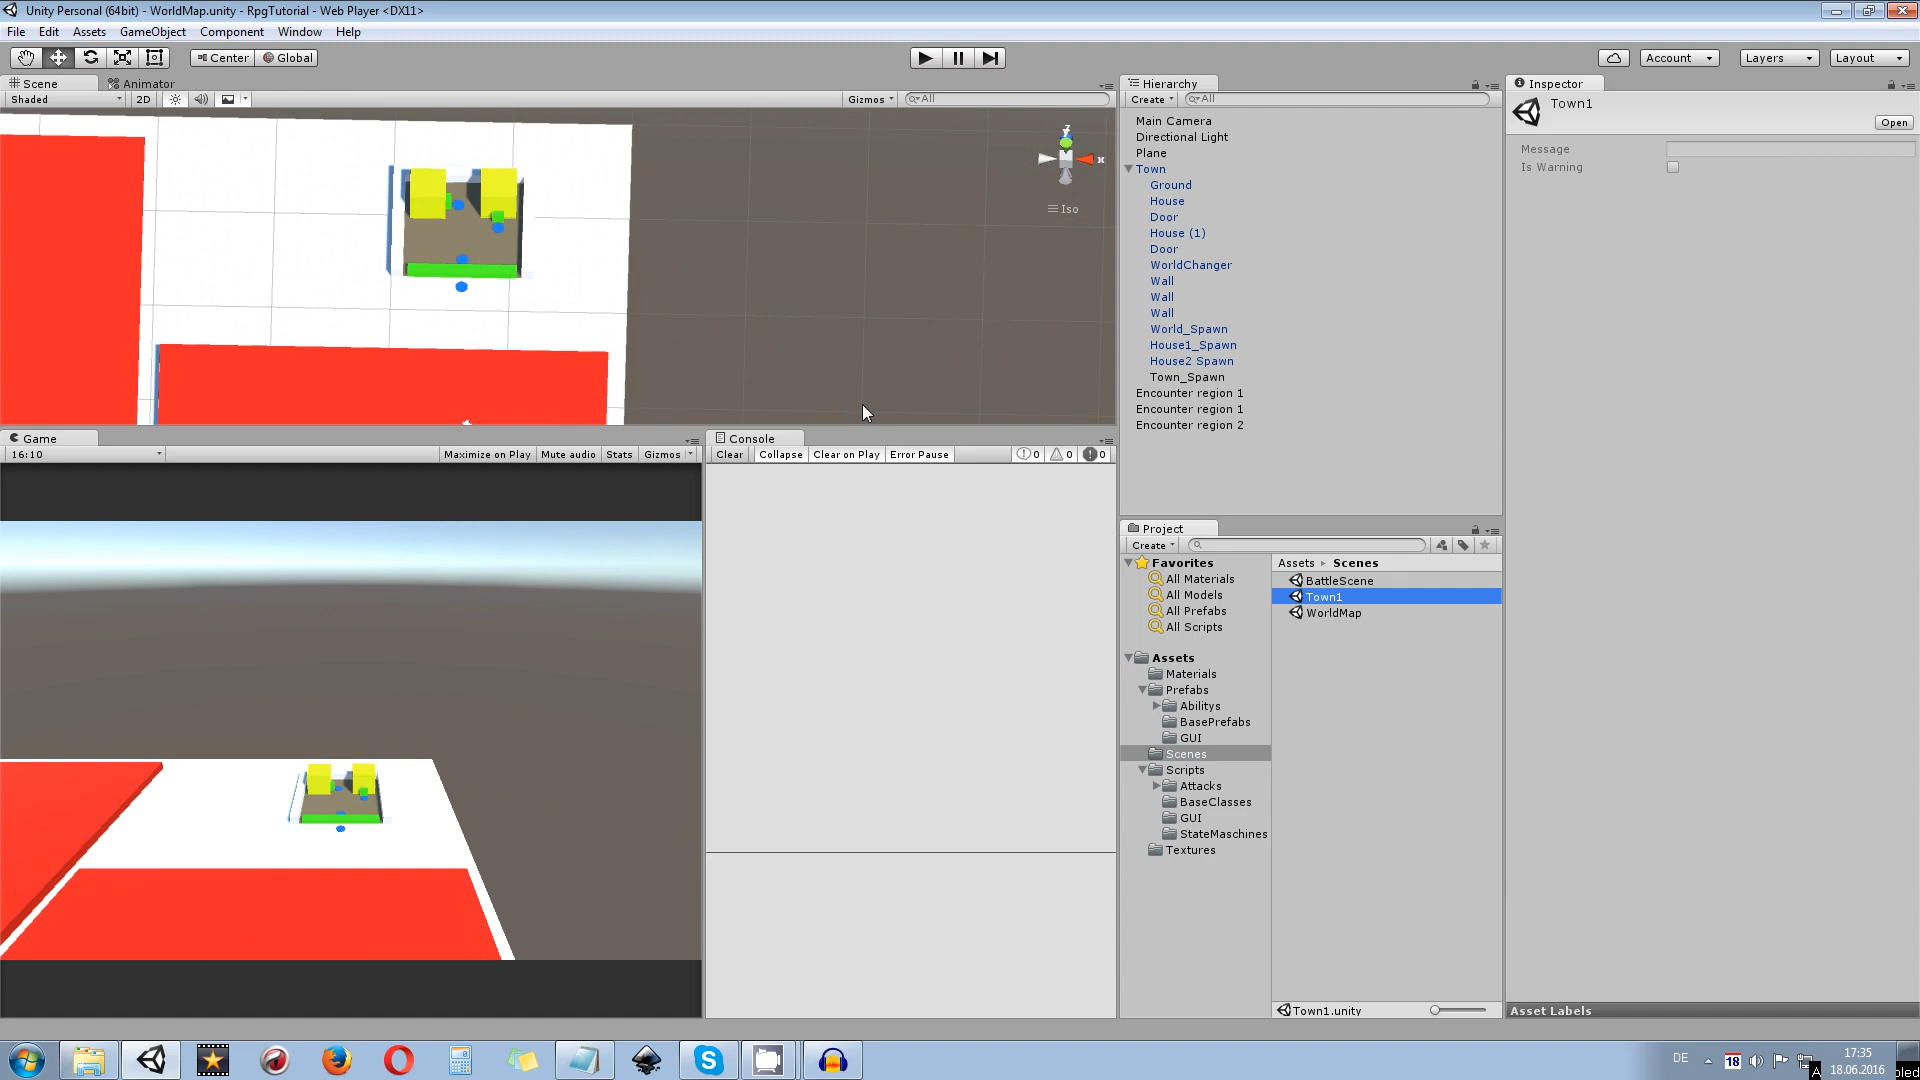 Unity Personal (64bit) - WorldMap.unity - RpgTutorial - Web Player <DX11>
File Edit Assets GameObject Component Window Help
Center Global Account Layers Layout
Scene Animator
Shaded 2D Gizmos All
z
x
Iso
Game
16:10 Maximize on Play Mute audio Stats Gizmos
Console
Clear Collapse Clear on Play Error Pause 0 0 0
Hierarchy
Create All
Main Camera
Directional Light
Plane
Town
Ground
House
Door
House (1)
Door
WorldChanger
Wall
Wall
Wall
World_Spawn
House1_Spawn
House2 Spawn
Town_Spawn
Encounter region 1
Encounter region 1
Encounter region 2
Project
Create
Favorites
All Materials
All Models
All Prefabs
All Scripts
Assets
Materials
Prefabs
Abilitys
BasePrefabs
GUI
Scenes
Scripts
Attacks
BaseClasses
GUI
StateMaschines
Textures
Assets Scenes
BattleScene
Town1
WorldMap
Town1.unity
Inspector
Town1
Open
Message
Is Warning
Asset Labels
DE 18 17:35
18.06.2016